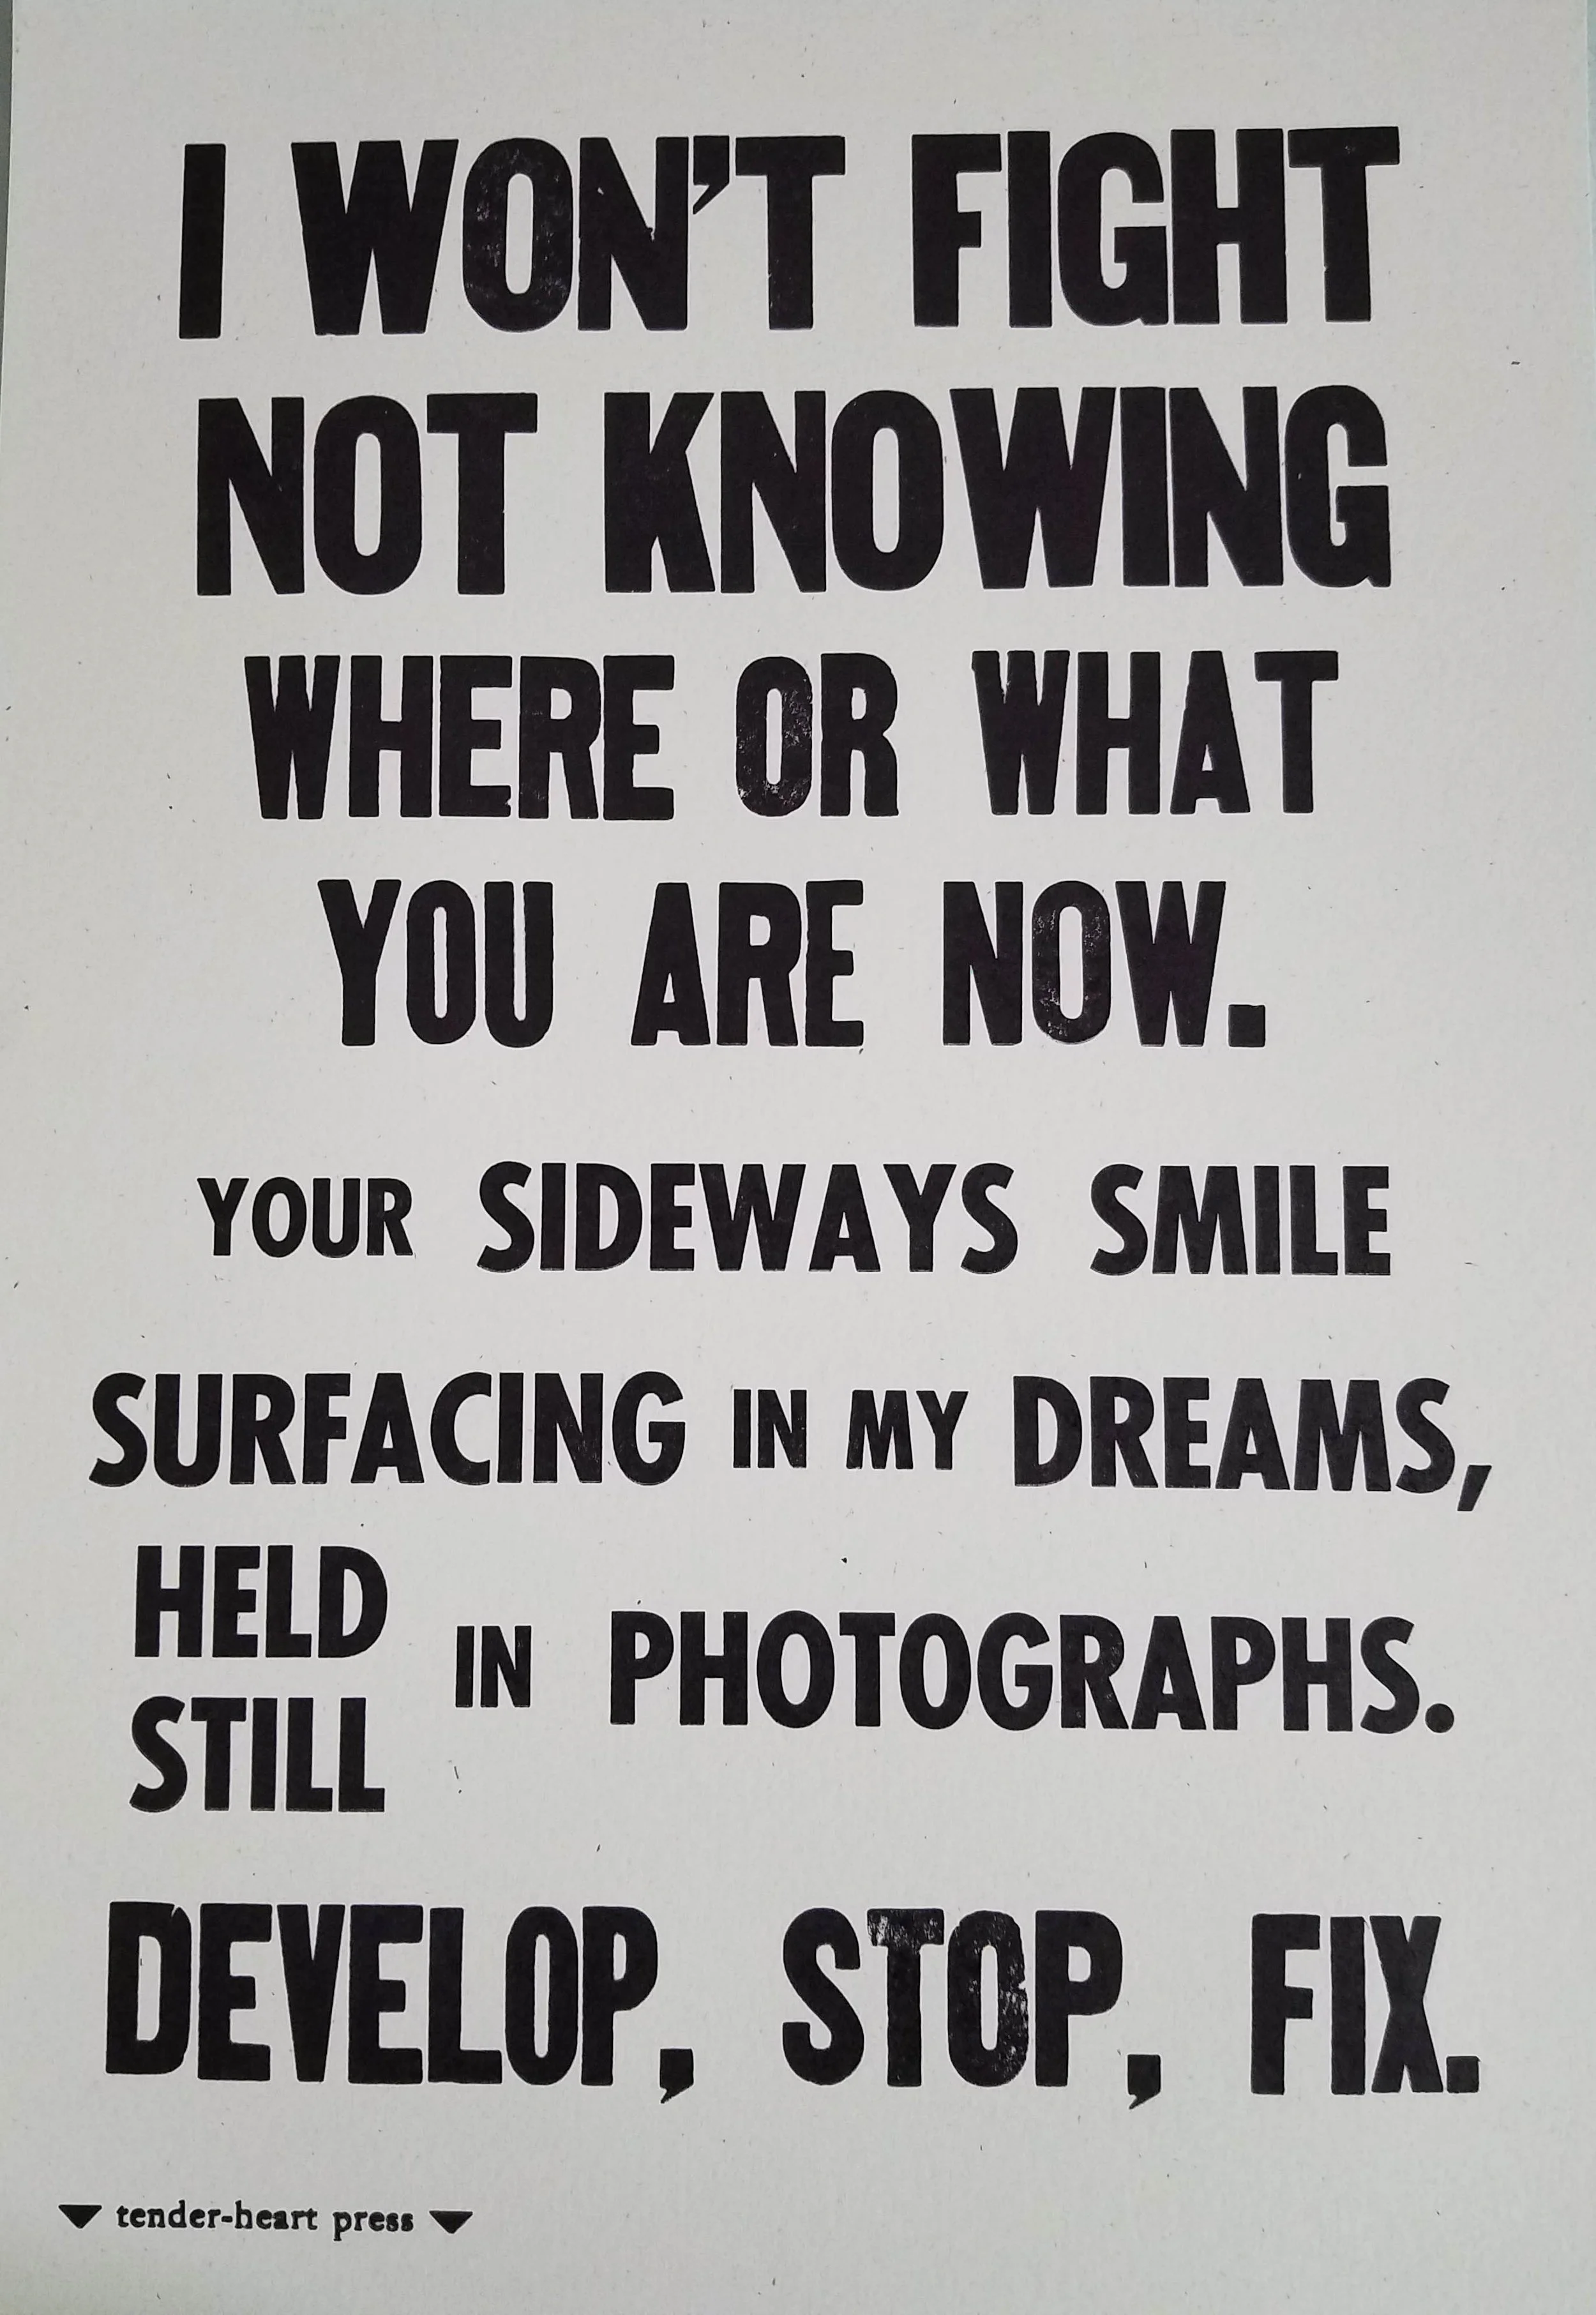 I WON'T FIGHT
NOT KNOWING
WHERE OR WHAT
YOU ARE NOW.
YOUR SIDEWAYS SMILE
SURFACING IN MY DREAMS,
HELD
STILL
IN PHOTOGRAPHS.
DEVELOP, STOP, FIX.
tender-heart press